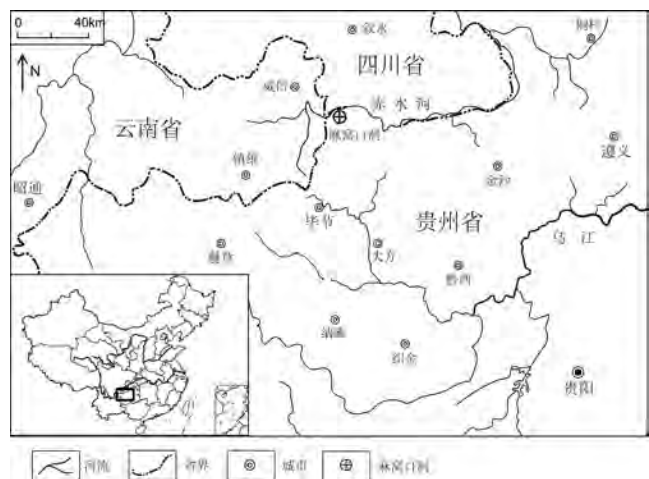 0 40km
N
叙永
桐梓
四川省
威信
赤水河
云南省
麻窝口洞
遵义
镇雄
金沙
昭通
毕节
贵州省
乌江
赫章
大方
黔西
纳雍
织金
贵阳
河流
省界
城市
麻窝口洞